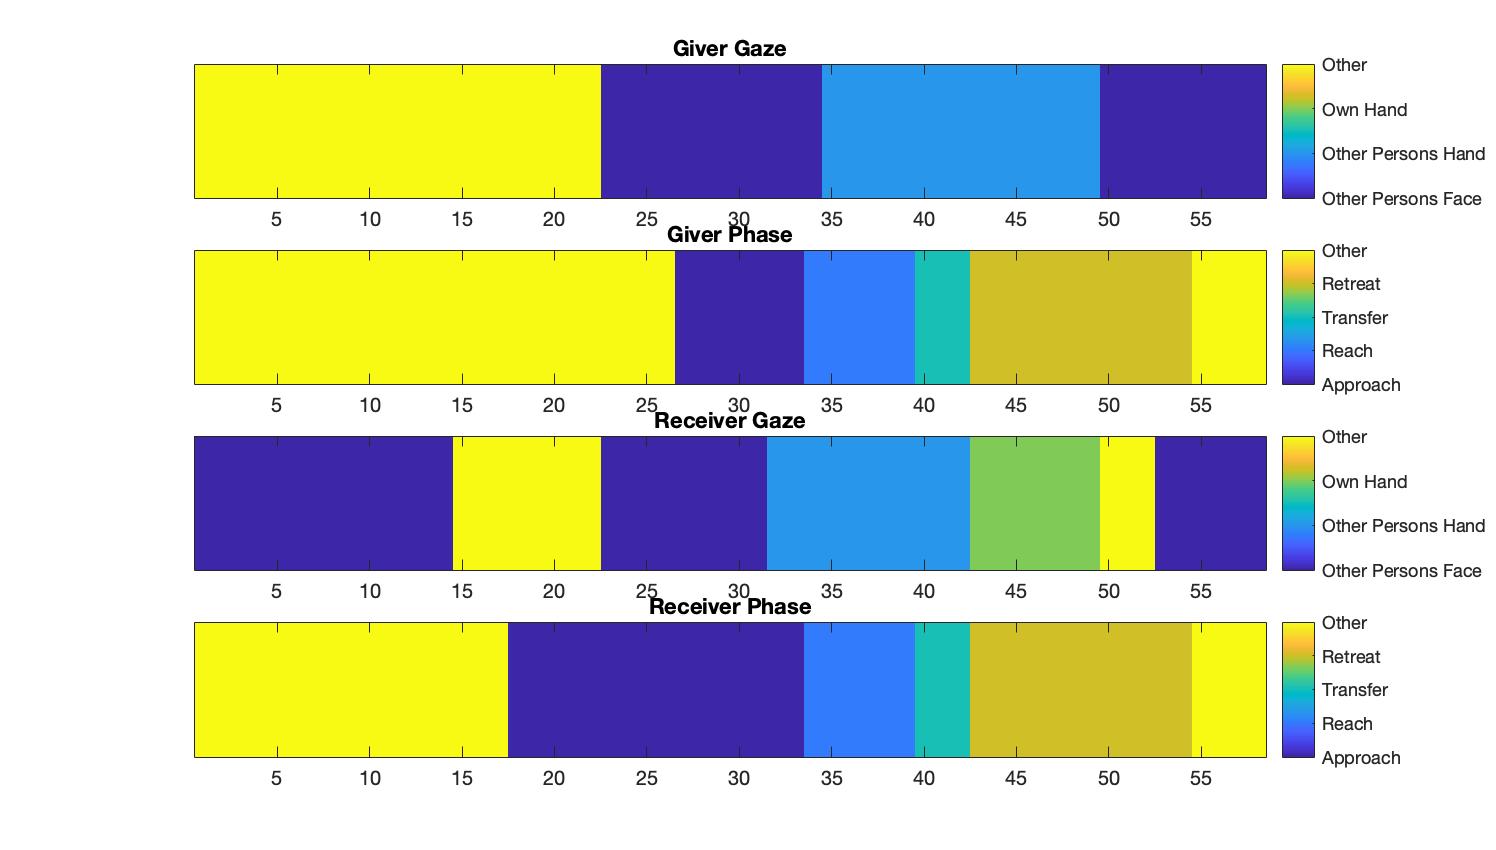 Giver Gaze
Other
Own Hand
Other Persons Hand
Other Persons Face
5 10 15 20 25 30 35 40 45 50 55
Giver Phase
Other
Retreat
Transfer
Reach
Approach
5 10 15 20 25 30 35 40 45 50 55
Receiver Gaze
Other
Own Hand
Other Persons Hand
Other Persons Face
5 10 15 20 25 30 35 40 45 50 55
Receiver Phase
Other
Retreat
Transfer
Reach
Approach
5 10 15 20 25 30 35 40 45 50 55